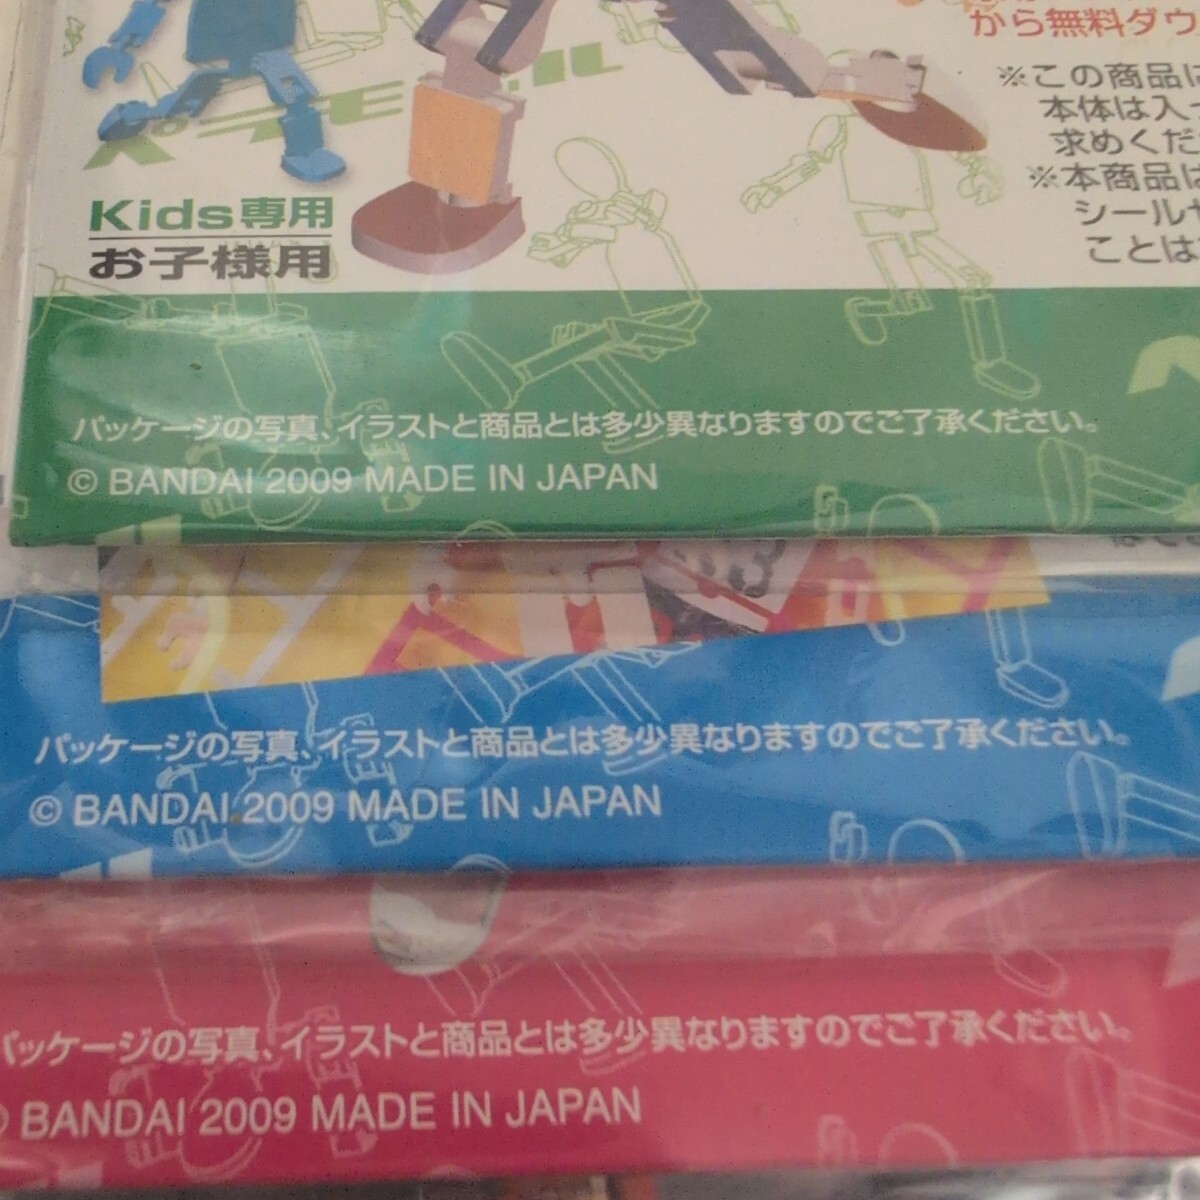 から無料ダウ
※この商品は
本体は入っ
求めくだ
※本商品は
シールや
ことは
ペラモデル
Kids専用
お子様用
パッケージの写真、イラストと商品とは多少異なりますのでご了承ください。
© BANDAI 2009 MADE IN JAPAN
パッケージの写真、イラストと商品とは多少異なりますのでご了承ください。
© BANDAI 2009 MADE IN JAPAN
パッケージの写真、イラストと商品とは多少異なりますのでご了承ください。
© BANDAI 2009 MADE IN JAPAN